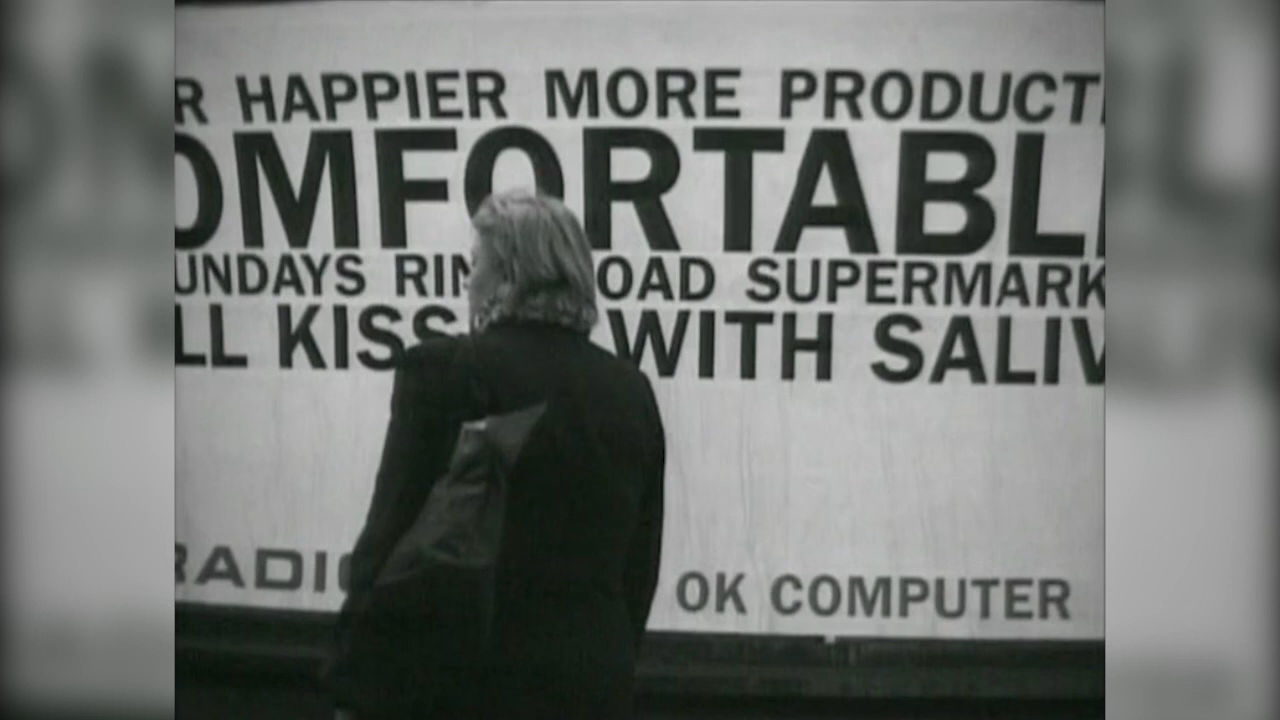 R HAPPIER MORE PRODUCT
OMFORTABL
UNDAYS RIN OAD SUPERMARK
LL KISS WITH SALIV
RADIO OK COMPUTER